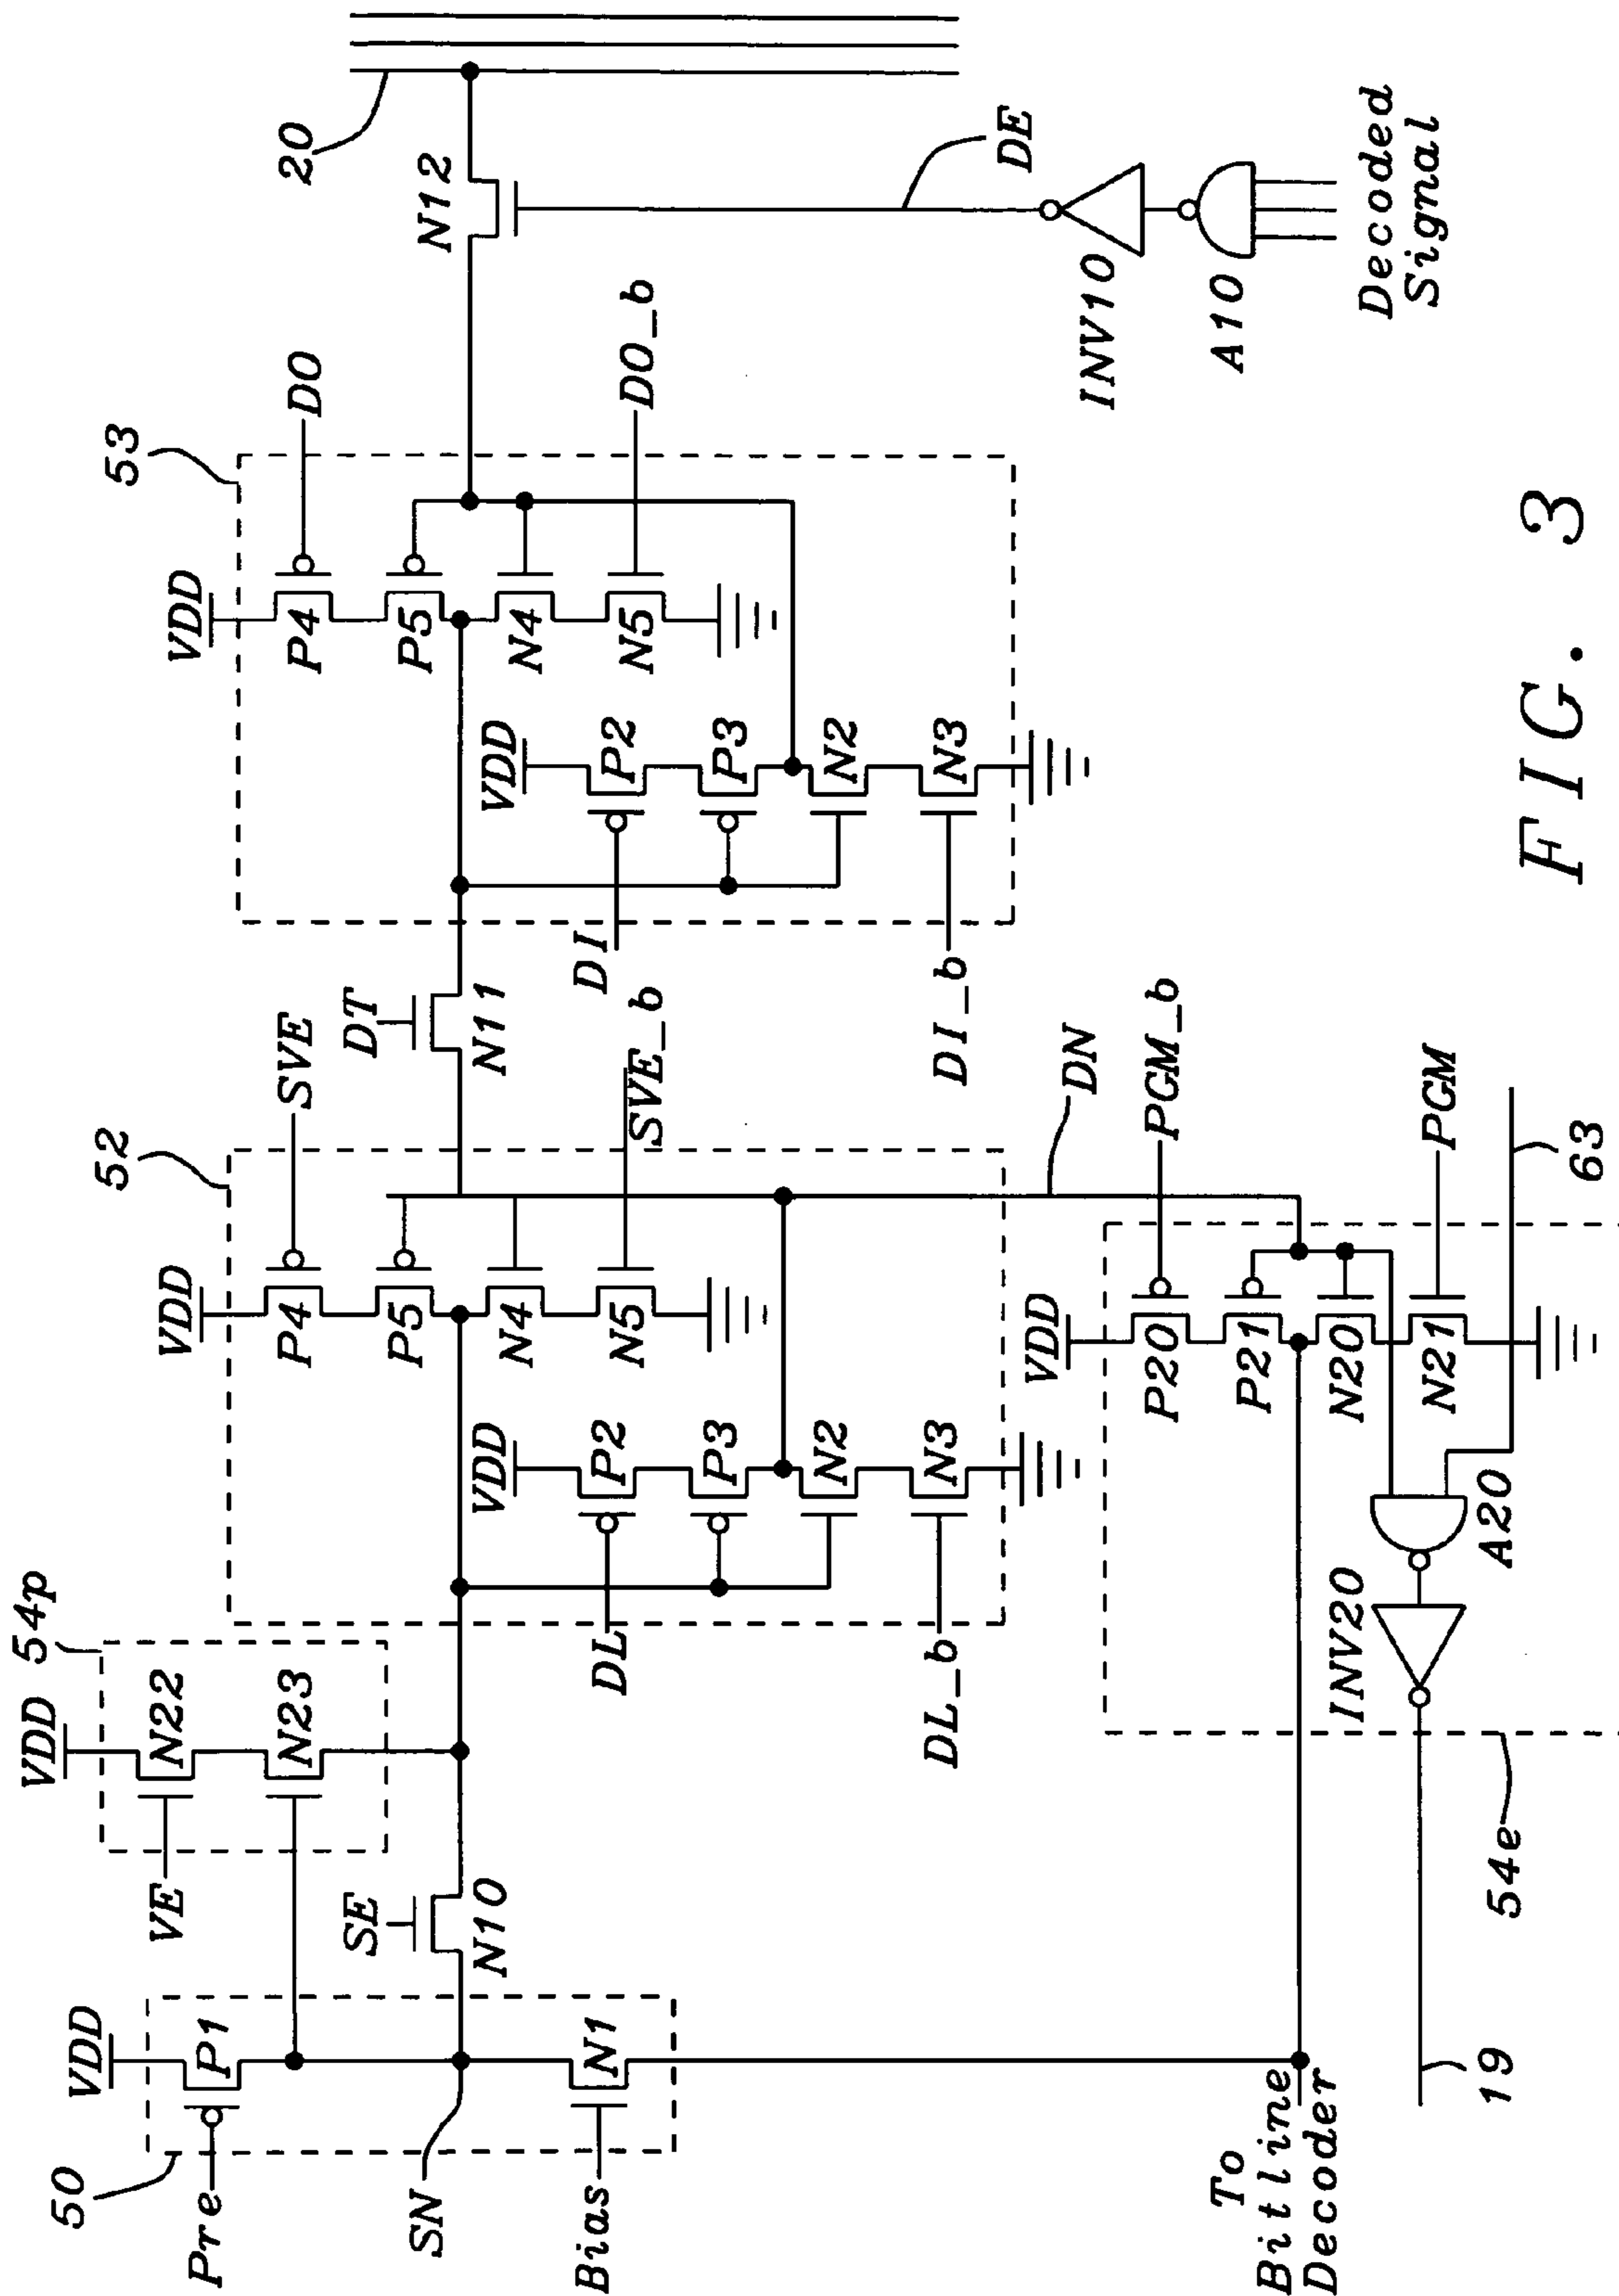 50
VDD
Pre
P1
SN
Bias
N1
To
Bitline
Decoder
SE
N10
54p
VDD
VE
N22
N23
52
VDD
SVE
P4
P5
N4
N5
SVE_b
VDD
DL
P2
P3
N2
N3
DL_b
DT
N11
53
VDD
DO
P4
P5
N4
N5
DO_b
VDD
DI
P2
P3
N2
N3
DI_b
N12
20
DE
INV10
A10
Decoded
Signal
DN
VDD
PGM_b
P20
P21
N20
N21
PGM
63
INV20
A20
54e
19
FIG. 3